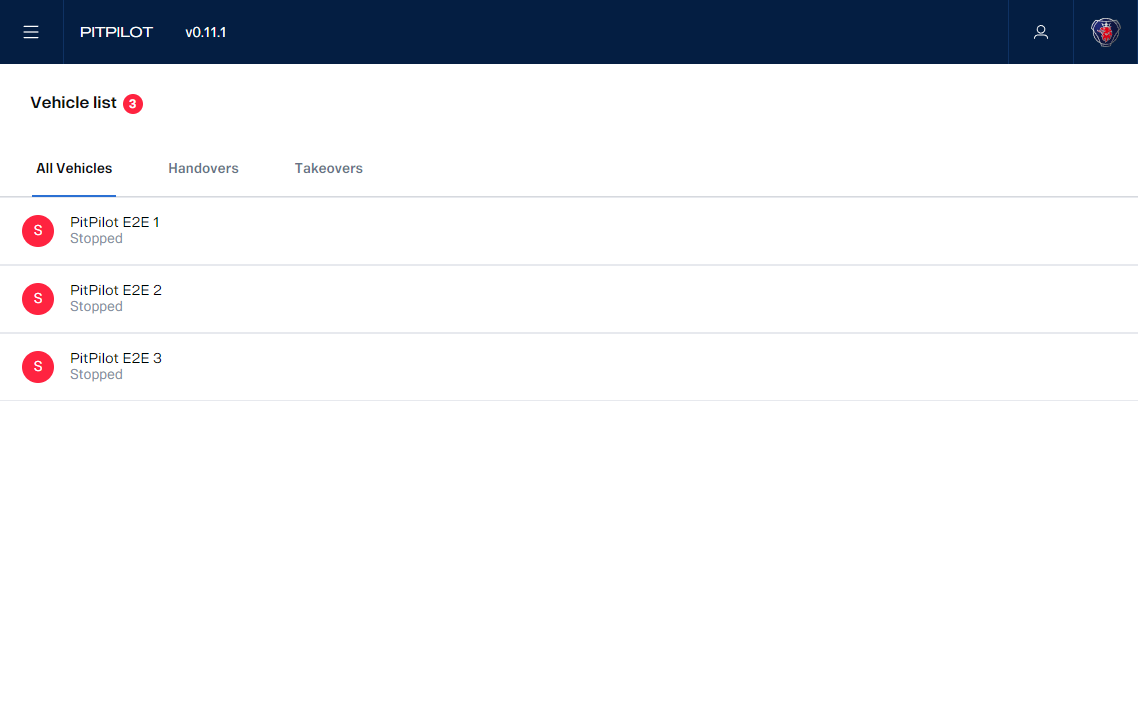 PITPILOT v0.11.1
Vehicle list 3
All Vehicles Handovers Takeovers
S PitPilot E2E 1
Stopped
S PitPilot E2E 2
Stopped
S PitPilot E2E 3
Stopped